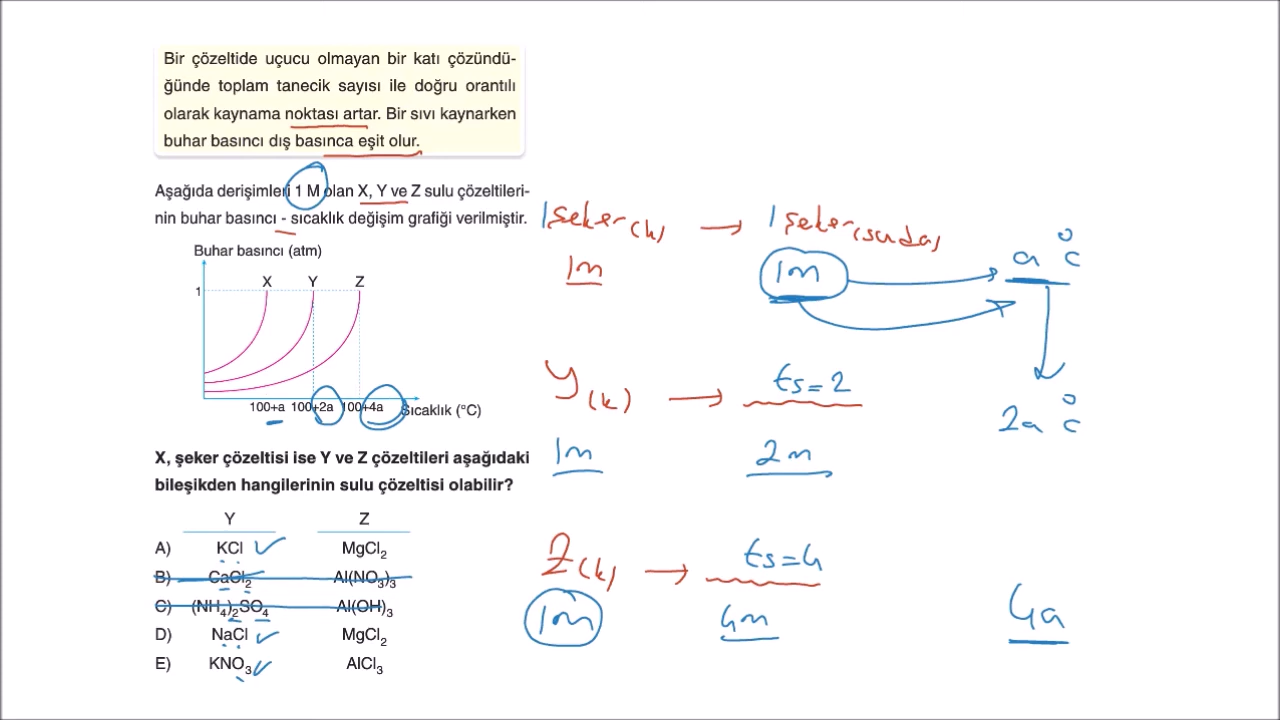 Bir çözeltide uçucu olmayan bir katı çözündü-
ğünde toplam tanecik sayısı ile doğru orantılı
olarak kaynama noktası artar. Bir sıvı kaynarken
buhar basıncı dış basınca eşit olur.
Aşağıda derişimleri 1 M olan X, Y ve Z sulu çözeltileri-
nin buhar basıncı - sıcaklık değişim grafiği verilmiştir.
Buhar basıncı (atm)
X Y Z
1
100+a 100+2a 100+4a Sıcaklık (°C)
X, şeker çözeltisi ise Y ve Z çözeltileri aşağıdaki
bileşikden hangilerinin sulu çözeltisi olabilir?
Y Z
A) KCl MgCl2
B) CaCl2 Al(NO3)3
C) (NH4)2SO4 Al(OH)3
D) NaCl MgCl2
E) KNO3 AlCl3
1 şeker(k) → 1 şeker(suda)
1m 1m a °C
Y(k) → ts=2
2a °C
1m 2m
Z(k) → ts=4
1m 4m 4a